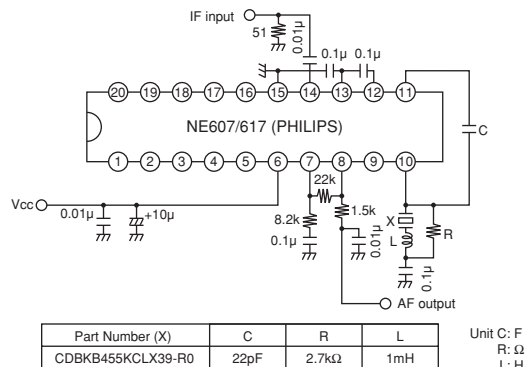 IF input
51
0.01μ
0.1μ 0.1μ
20 19 18 17 16 15 14 13 12 11
NE607/617 (PHILIPS)
C
1 2 3 4 5 6 7 8 9 10
22k
Vcc
0.01μ
+10μ
8.2k
0.1μ
1.5k
0.01μ
X
L
R
0.1μ
AF output
Part Number (X) C R L
CDBKB455KCLX39-R0 22pF 2.7kΩ 1mH
Unit C: F
R: Ω
L: H